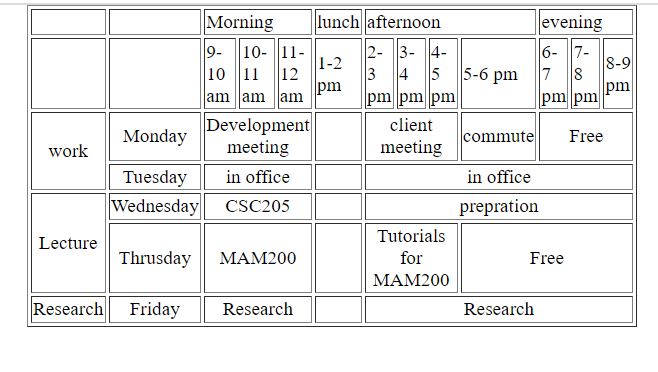 Morning lunch afternoon evening
9-10 am 10-11 am 11-12 am 1-2 pm 2-3 pm 3-4 pm 4-5 pm 5-6 pm 6-7 pm 7-8 pm 8-9 pm
work Monday Development meeting client meeting commute Free
Tuesday in office in office
Lecture Wednesday CSC205 prepration
Thrusday MAM200 Tutorials for MAM200 Free
Research Friday Research Research